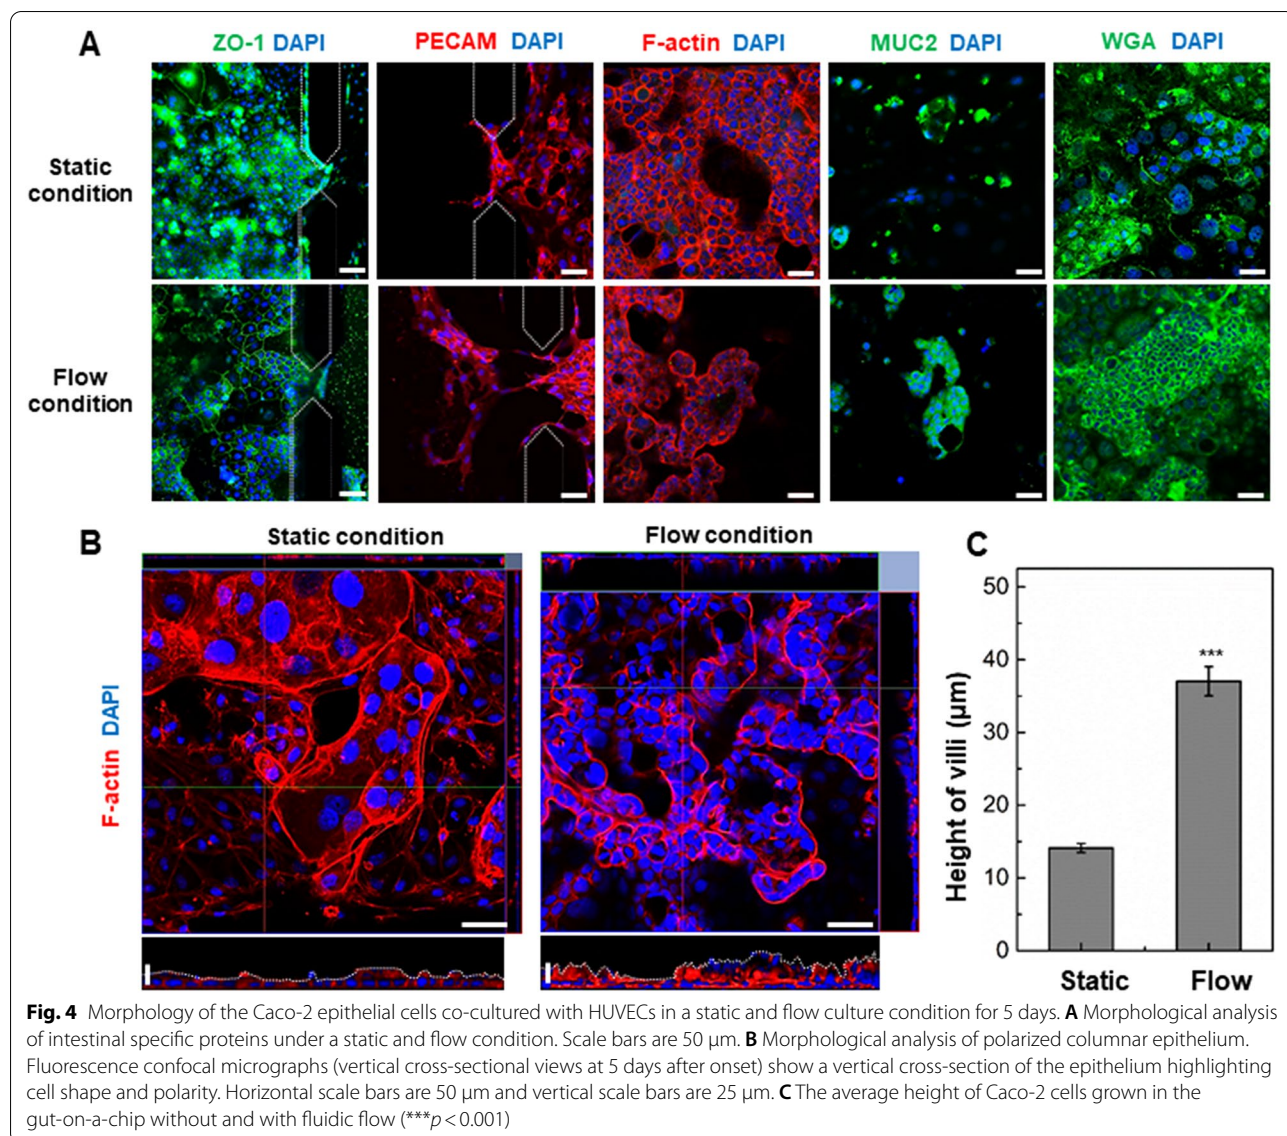 A
ZO-1 DAPI PECAM DAPI F-actin DAPI MUC2 DAPI WGA DAPI
Static
condition
Flow
condition
B
Static condition Flow condition
F-actin DAPI
C
Height of villi (µm)
50
40
30
20
10
0
***
Static Flow
Fig. 4 Morphology of the Caco-2 epithelial cells co-cultured with HUVECs in a static and flow culture condition for 5 days. A Morphological analysis
of intestinal specific proteins under a static and flow condition. Scale bars are 50 µm. B Morphological analysis of polarized columnar epithelium.
Fluorescence confocal micrographs (vertical cross-sectional views at 5 days after onset) show a vertical cross-section of the epithelium highlighting
cell shape and polarity. Horizontal scale bars are 50 µm and vertical scale bars are 25 µm. C The average height of Caco-2 cells grown in the
gut-on-a-chip without and with fluidic flow (***p < 0.001)